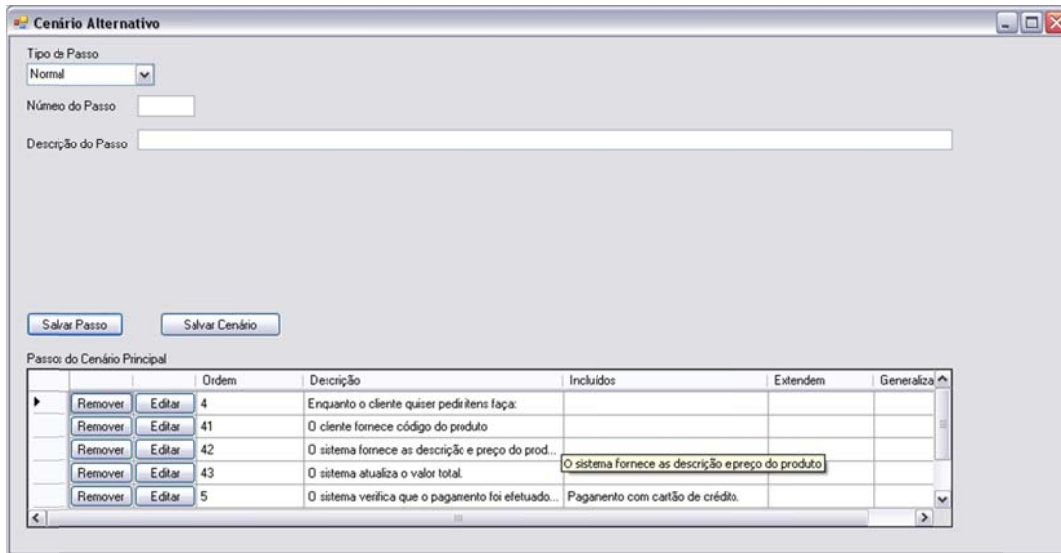 Cenário Alternativo
Tipo de Passo
Normal
Número do Passo
Descrição do Passo
Salvar Passo Salvar Cenário
Passos do Cenário Principal
Ordem Descrição Incluídos Extendem Generaliza
Remover Editar 4 Enquanto o cliente quiser pedir itens faça:
Remover Editar 41 O cliente fornece código do produto
Remover Editar 42 O sistema fornece as descrição e preço do prod...
O sistema fornece as descrição e preço do produto
Remover Editar 43 O sistema atualiza o valor total.
Remover Editar 5 O sistema verifica que o pagamento foi efetuado... Pagamento com cartão de crédito.